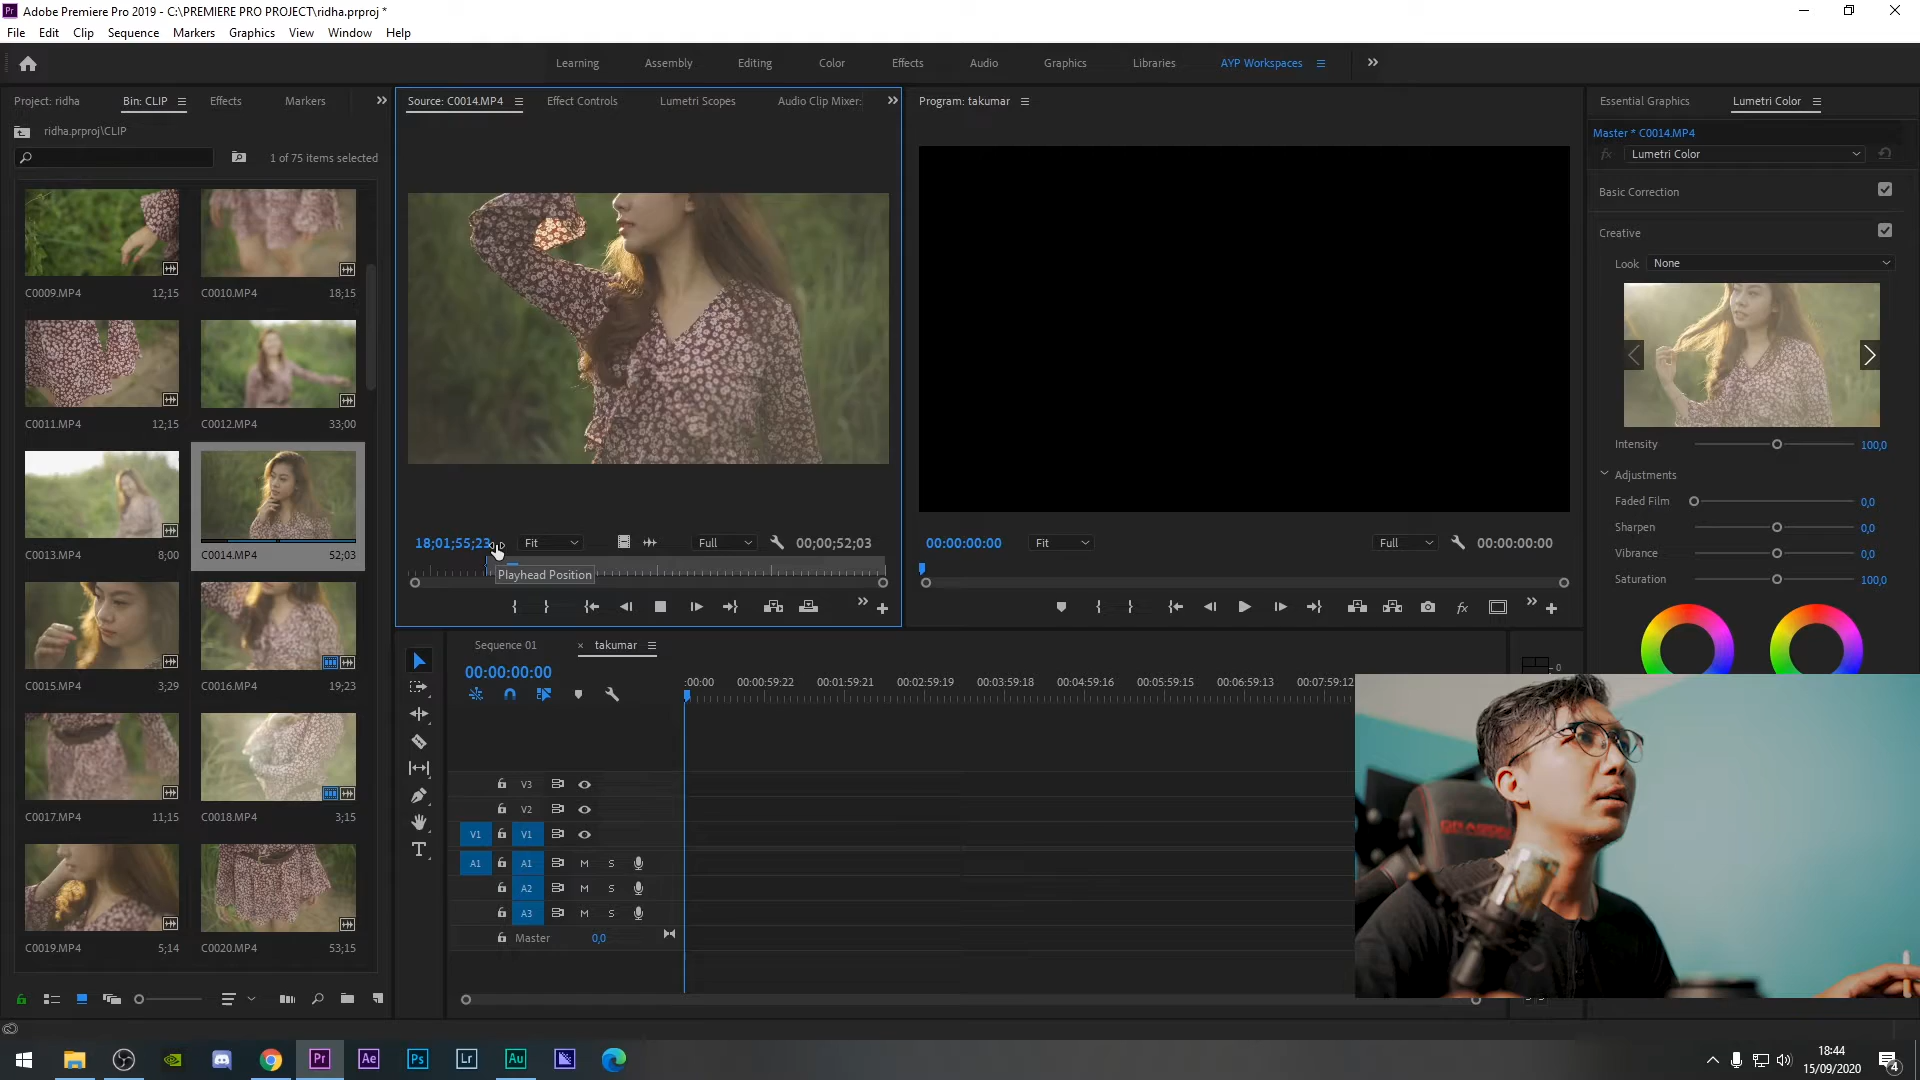 Adobe Premiere Pro 2019 - C:\PREMIERE PRO PROJECT\ridha.prproj *
File Edit Clip Sequence Markers Graphics View Window Help
Learning Assembly Editing Color Effects Audio Graphics Libraries AYP Workspaces
Project: ridha Bin: CLIP Effects Markers
ridha.prproj\CLIP
1 of 75 items selected
C0009.MP4 12;15 C0010.MP4 18;15
C0011.MP4 12;15 C0012.MP4 33;00
C0013.MP4 8;00 C0014.MP4 52;03
C0015.MP4 3;29 C0016.MP4 19;23
C0017.MP4 11;15 C0018.MP4 3;15
C0019.MP4 5;14 C0020.MP4 53;15
Source: C0014.MP4 Effect Controls Lumetri Scopes Audio Clip Mixer:
18;01;55;23 Fit Full 00;00;52;03
Playhead Position
Program: takumar
00:00:00:00 Fit Full 00:00:00:00
Essential Graphics Lumetri Color
Master * C0014.MP4
fx Lumetri Color
Basic Correction
Creative
Look None
Intensity 100,0
Adjustments
Faded Film 0,0
Sharpen 0,0
Vibrance 0,0
Saturation 100,0
Sequence 01 × takumar
00:00:00:00
:00:00 00:00:59:22 00:01:59:21 00:02:59:19 00:03:59:18 00:04:59:16 00:05:59:15 00:06:59:13 00:07:59:12
V3
V2
V1 V1
A1 A1 M S
A2 M S
A3 M S
Master 0,0
0
Pr Ae Ps Lr Au
18:44
15/09/2020
4